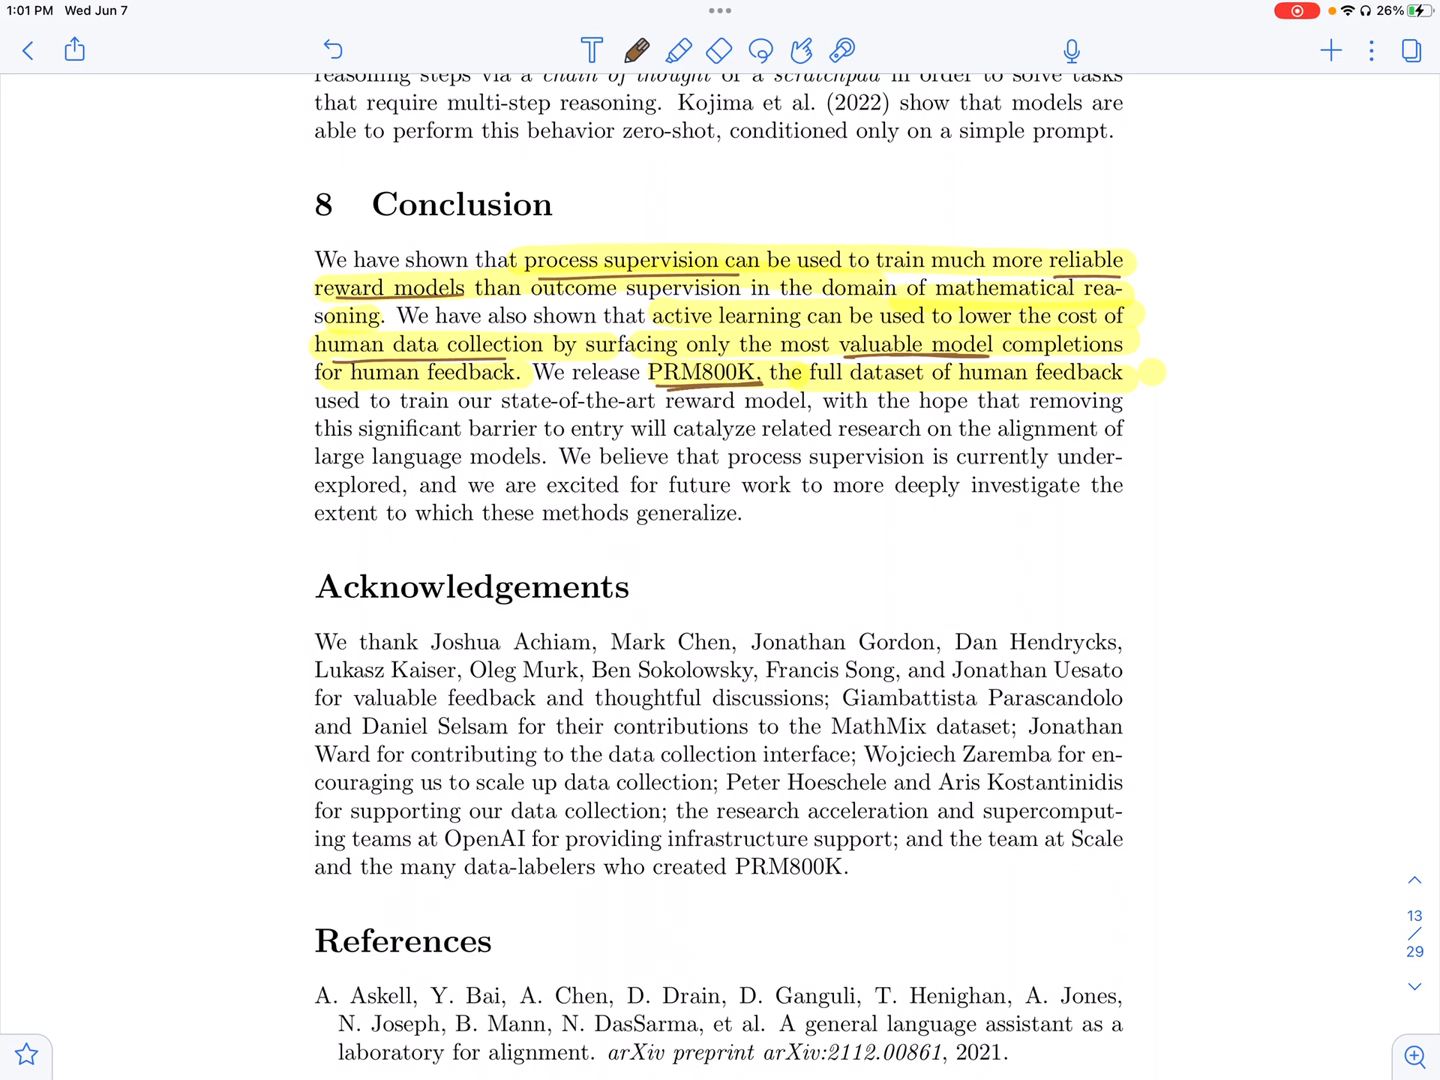 1:01 PM Wed Jun 7
26%
reasoning steps via a chain of thought or a scratchpad in order to solve tasks
that require multi-step reasoning. Kojima et al. (2022) show that models are
able to perform this behavior zero-shot, conditioned only on a simple prompt.
8 Conclusion
We have shown that process supervision can be used to train much more reliable
reward models than outcome supervision in the domain of mathematical rea-
soning. We have also shown that active learning can be used to lower the cost of
human data collection by surfacing only the most valuable model completions
for human feedback. We release PRM800K, the full dataset of human feedback
used to train our state-of-the-art reward model, with the hope that removing
this significant barrier to entry will catalyze related research on the alignment of
large language models. We believe that process supervision is currently under-
explored, and we are excited for future work to more deeply investigate the
extent to which these methods generalize.
Acknowledgements
We thank Joshua Achiam, Mark Chen, Jonathan Gordon, Dan Hendrycks,
Lukasz Kaiser, Oleg Murk, Ben Sokolowsky, Francis Song, and Jonathan Uesato
for valuable feedback and thoughtful discussions; Giambattista Parascandolo
and Daniel Selsam for their contributions to the MathMix dataset; Jonathan
Ward for contributing to the data collection interface; Wojciech Zaremba for en-
couraging us to scale up data collection; Peter Hoeschele and Aris Kostantinidis
for supporting our data collection; the research acceleration and supercomput-
ing teams at OpenAI for providing infrastructure support; and the team at Scale
and the many data-labelers who created PRM800K.
13
/
29
References
A. Askell, Y. Bai, A. Chen, D. Drain, D. Ganguli, T. Henighan, A. Jones,
N. Joseph, B. Mann, N. DasSarma, et al. A general language assistant as a
laboratory for alignment. arXiv preprint arXiv:2112.00861, 2021.